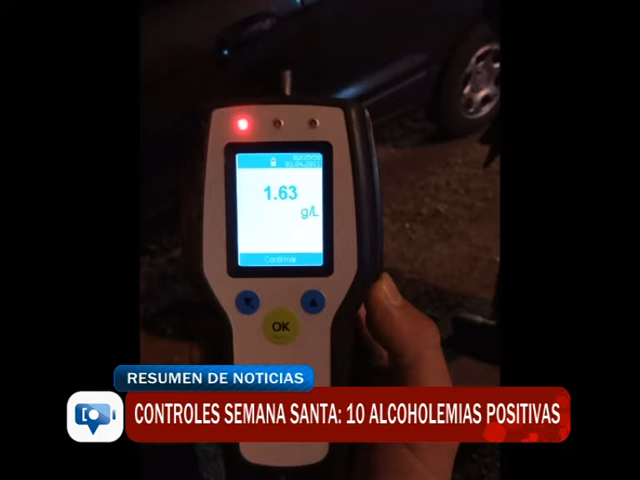 1.63
g/L
Confirmar
OK
RESUMEN DE NOTICIAS
CONTROLES SEMANA SANTA: 10 ALCOHOLEMIAS POSITIVAS